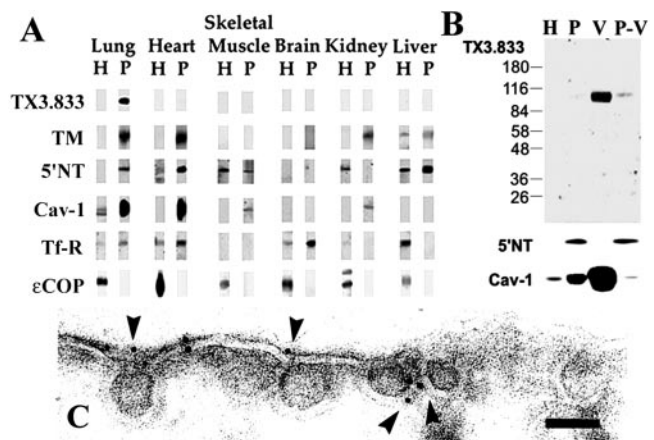 A
Skeletal
Lung Heart Muscle Brain Kidney Liver
H P H P H P H P H P H P
TX3.833
TM
5'NT
Cav-1
Tf-R
εCOP
B
H P V P-V
TX3.833
180
116
84
58
48
36
26
5'NT
Cav-1
C